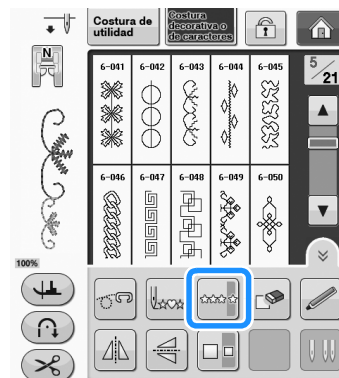 Costura de
utilidad
Costura
decorativa o
de caracteres
N
6-041 6-042 6-043 6-044 6-045
5/21
6-046 6-047 6-048 6-049 6-050
100%